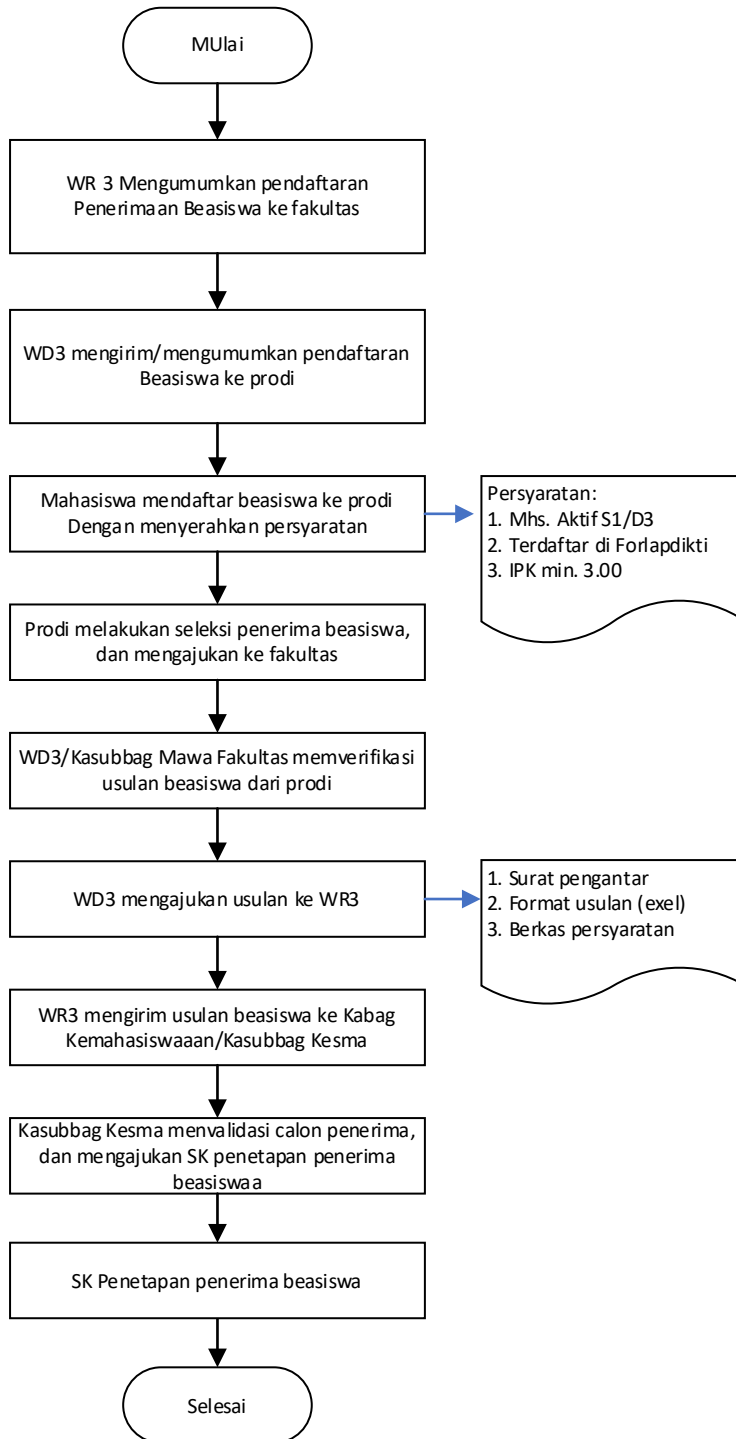 MUlai
WR 3 Mengumumkan pendaftaran
Penerimaan Beasiswa ke fakultas
WD3 mengirim/mengumumkan pendaftaran
Beasiswa ke prodi
Mahasiswa mendaftar beasiswa ke prodi
Dengan menyerahkan persyaratan
Persyaratan:
1. Mhs. Aktif S1/D3
2. Terdaftar di Forlapdikti
3. IPK min. 3.00
Prodi melakukan seleksi penerima beasiswa,
dan mengajukan ke fakultas
WD3/Kasubbag Mawa Fakultas memverifikasi
usulan beasiswa dari prodi
WD3 mengajukan usulan ke WR3
1. Surat pengantar
2. Format usulan (exel)
3. Berkas persyaratan
WR3 mengirim usulan beasiswa ke Kabag
Kemahasiswaaan/Kasubbag Kesma
Kasubbag Kesma menvalidasi calon penerima,
dan mengajukan SK penetapan penerima
beasiswaa
SK Penetapan penerima beasiswa
Selesai